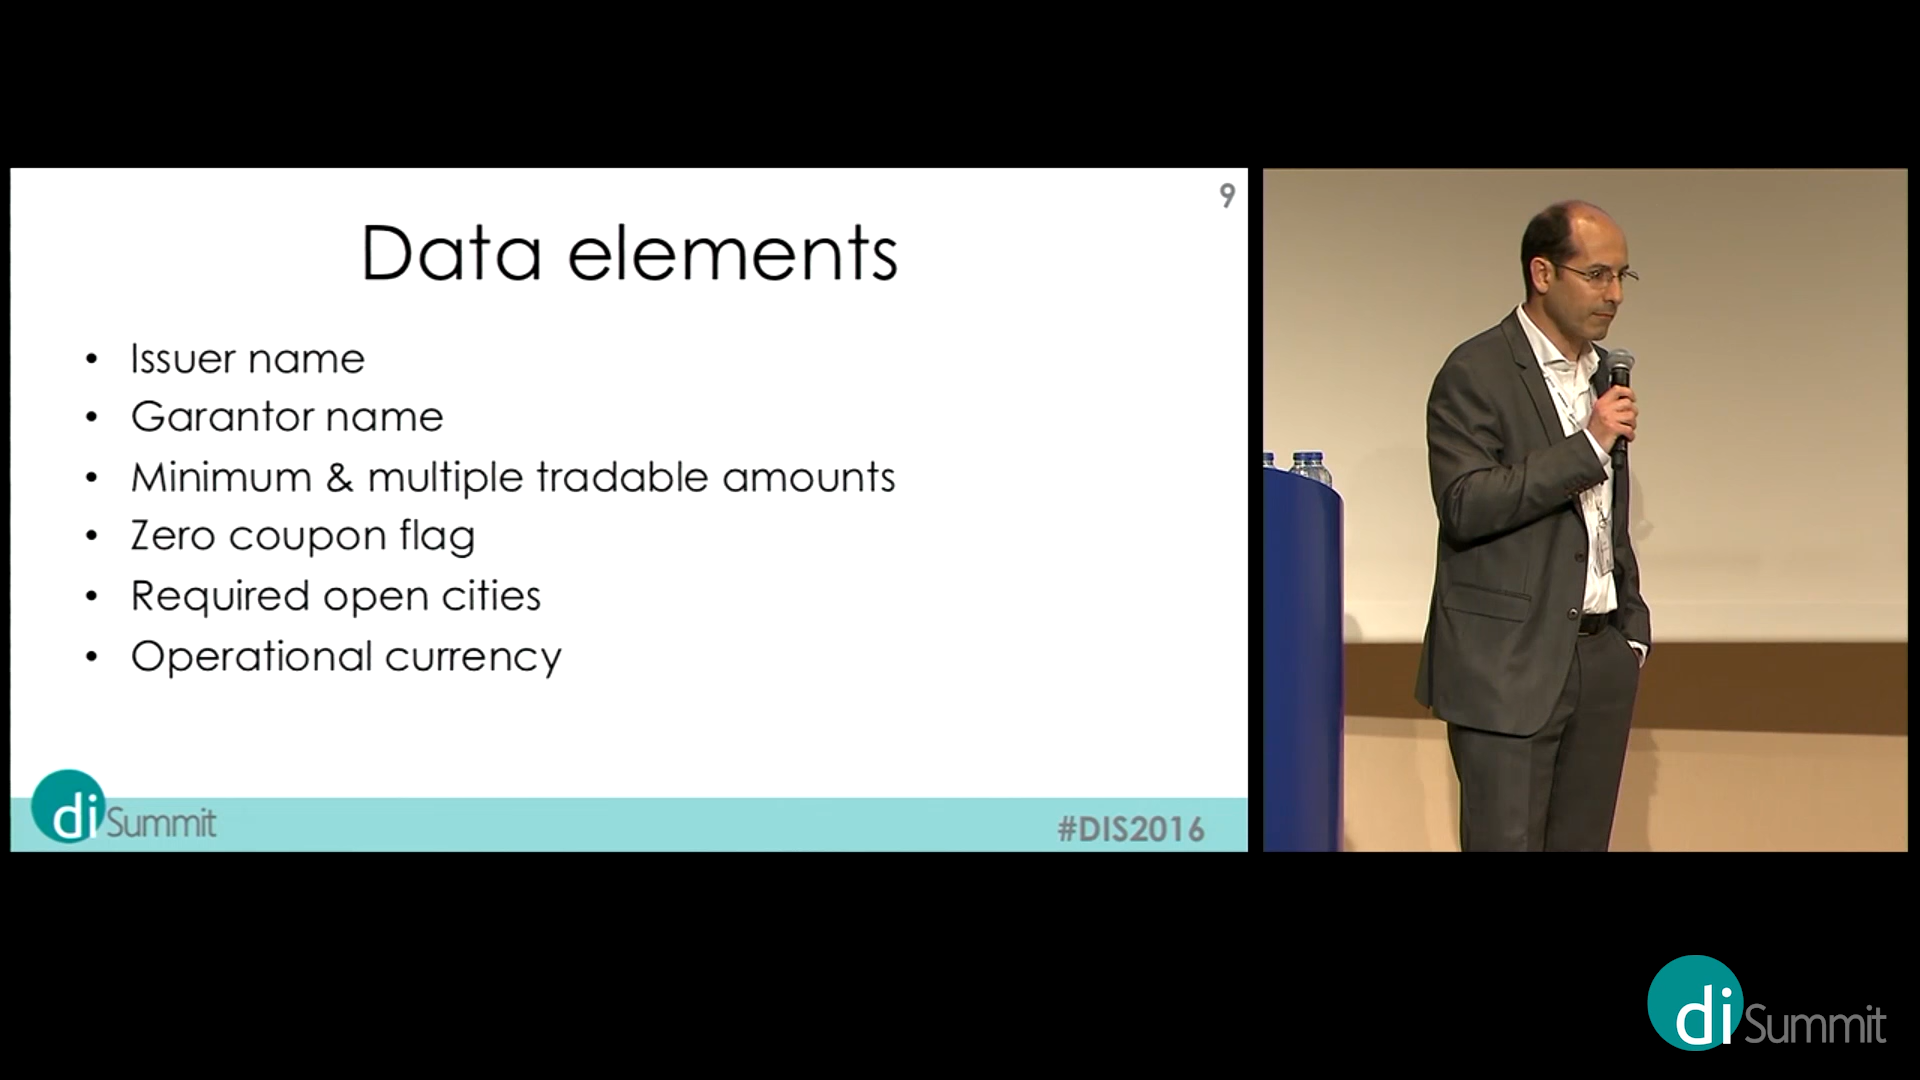 9
Data elements
• Issuer name
• Garantor name
• Minimum & multiple tradable amounts
• Zero coupon flag
• Required open cities
• Operational currency
di Summit
#DIS2016
di Summit